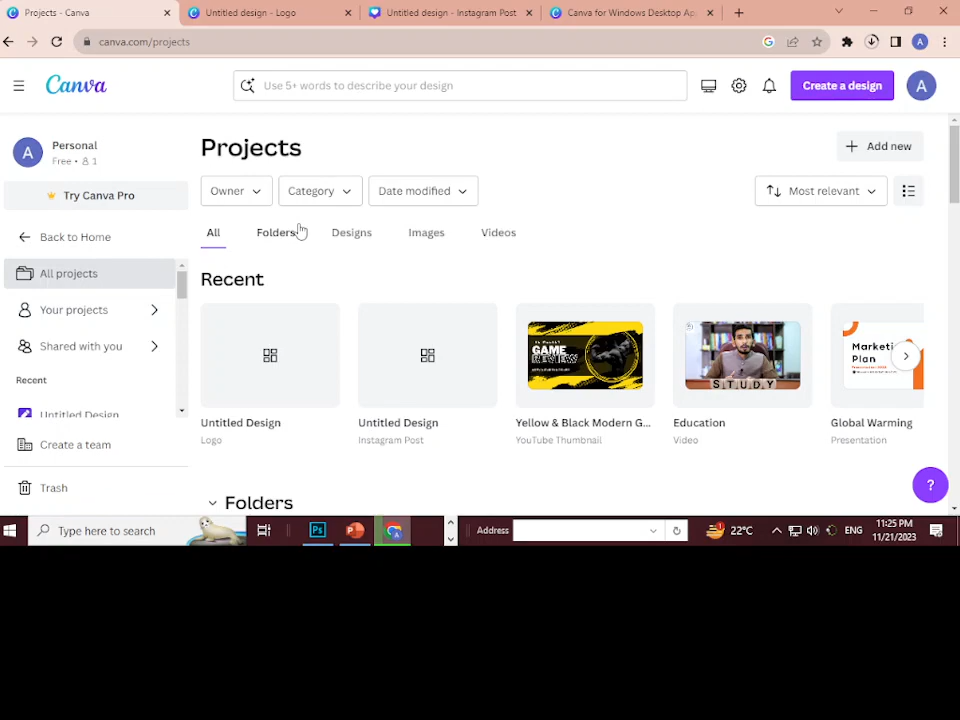 Projects - Canva
Untitled design - Logo
Untitled design - Instagram Post
Canva for Windows Desktop Ap
canva.com/projects
A
Canva
Use 5+ words to describe your design
Create a design
A
A
Personal
Free • 1
Try Canva Pro
Back to Home
All projects
Your projects
Shared with you
Recent
Untitled Design
Create a team
Trash
Projects
Add new
Owner
Category
Date modified
Most relevant
All
Folders
Designs
Images
Videos
Recent
GAME
REVIEW
STUDY
Marketi
Plan
Untitled Design
Untitled Design
Yellow & Black Modern G...
Education
Global Warming
Logo
Instagram Post
YouTube Thumbnail
Video
Presentation
?
Folders
Type here to search
Ps
P
A
Address
1
22°C
ENG
11:25 PM
11/21/2023